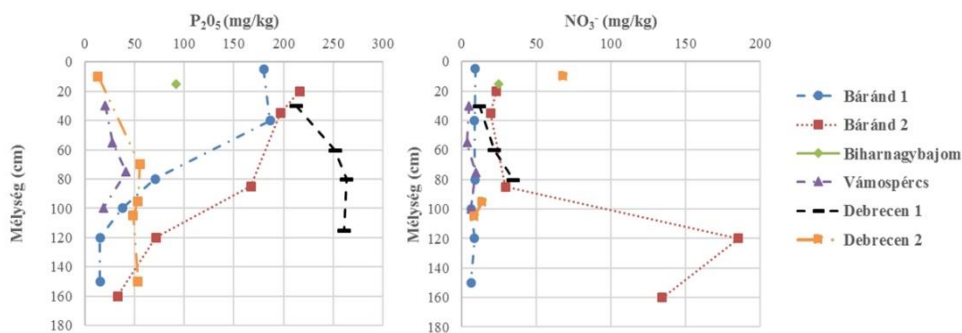 P₂0₅ (mg/kg)
0 50 100 150 200 250 300
0
20
40
60
80
100
120
140
160
180
Mélység (cm)
NO₃⁻ (mg/kg)
0 50 100 150 200
0
20
40
60
80
100
120
140
160
180
Mélység (cm)
Báránd 1
Báránd 2
Biharnagybajom
Vámospércs
Debrecen 1
Debrecen 2